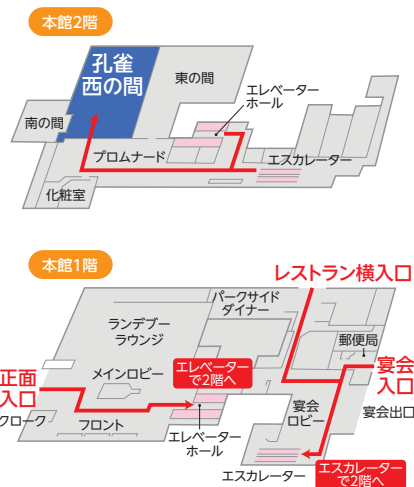 本館2階
孔雀
西の間
東の間
エレベーター
ホール
南の間
プロムナード
エスカレーター
化粧室
本館1階
レストラン横入口
パークサイド
ダイナー
ランデブー
ラウンジ
郵便局
エレベーター
で2階へ
正面
入口
メインロビー
宴会
入口
宴会
ロビー
宴会出口
クローク
フロント
エレベーター
ホール
エスカレーター
エスカレーター
で2階へ